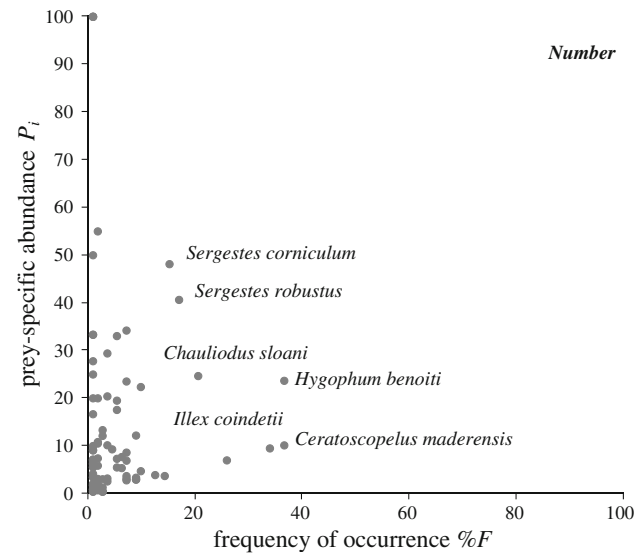 100
90
80
70
60
50
40
30
20
10
0
prey-specific abundance Pi
Number
Sergestes corniculum
Sergestes robustus
Chauliodus sloani
Hygophum benoiti
Illex coindetii
Ceratoscopelus maderensis
0 20 40 60 80 100
frequency of occurrence %F